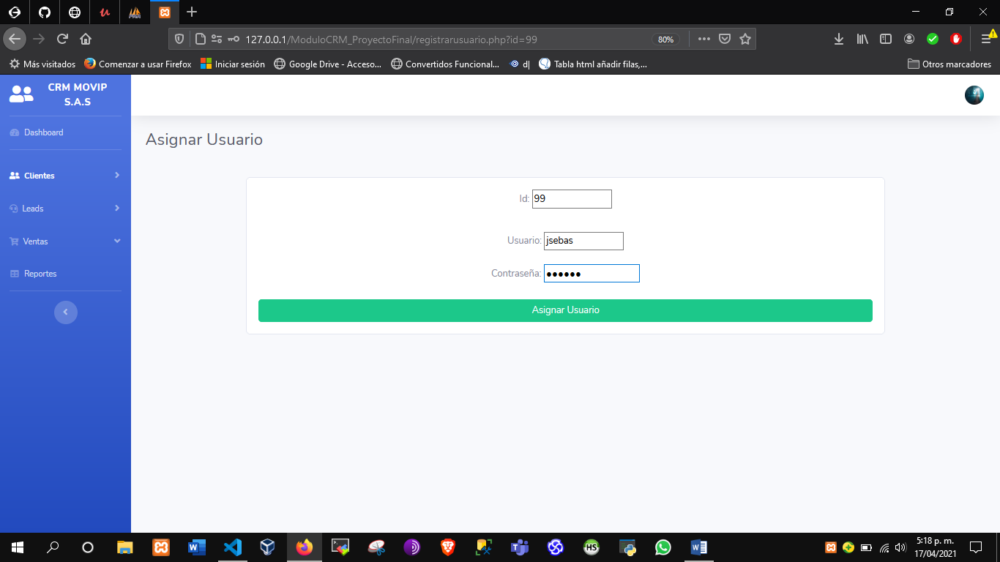 127.0.0.1/ModuloCRM_ProyectoFinal/registrarusuario.php?id=99
80%
Más visitados
Comenzar a usar Firefox
Iniciar sesión
Google Drive - Acceso...
Convertidos Funcional...
d|
Tabla html añadir filas,...
Otros marcadores
CRM MOVIP
S.A.S
Dashboard
Clientes
Leads
Ventas
Reportes
Asignar Usuario
Id: 99
Usuario: jsebas
Contraseña: ●●●●●●
Asignar Usuario
HS
5:18 p. m.
17/04/2021